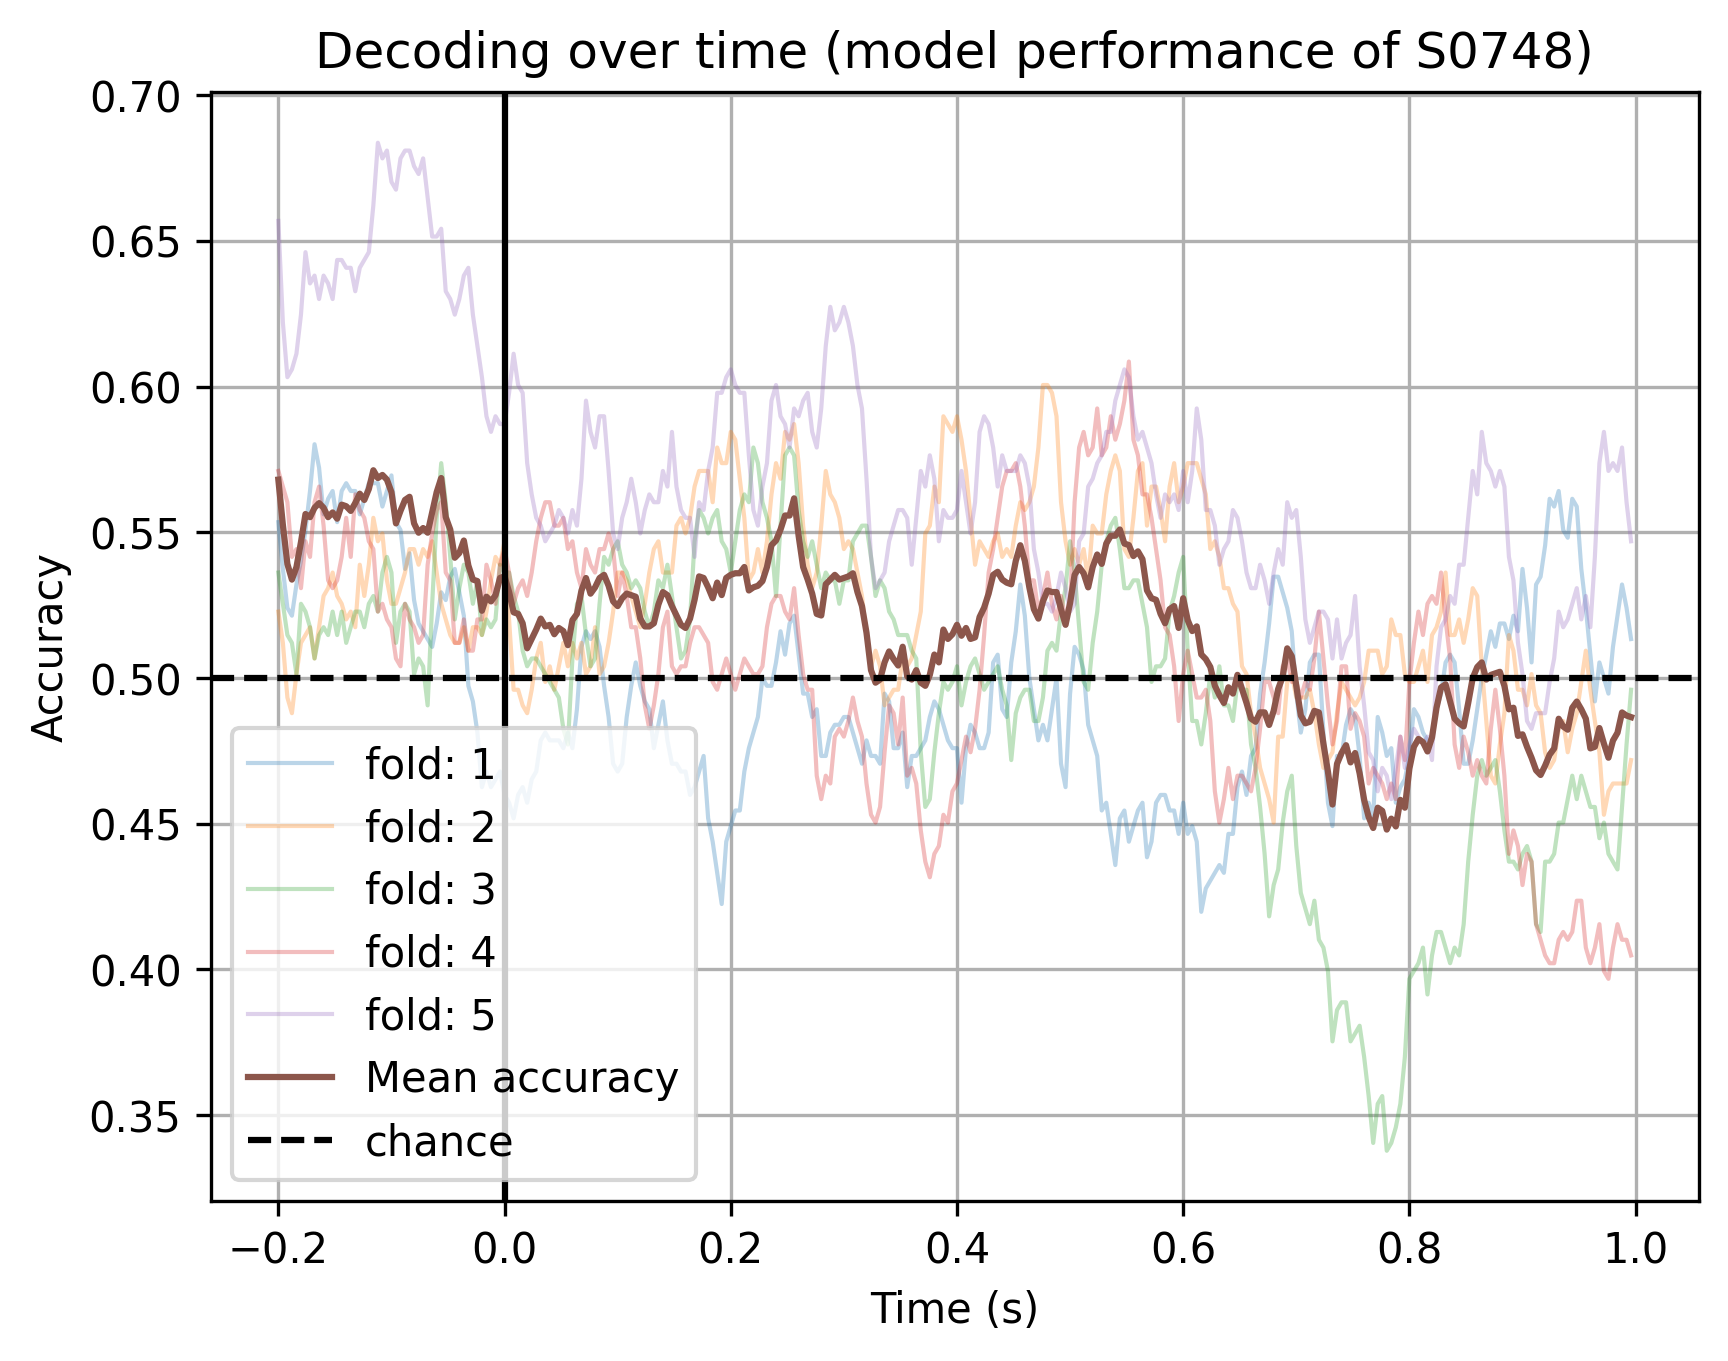 Decoding over time (model performance of S0748)
Accuracy
0.70
0.65
0.60
0.55
0.50
0.45
0.40
0.35
fold: 1
fold: 2
fold: 3
fold: 4
fold: 5
Mean accuracy
chance
−0.2 0.0 0.2 0.4 0.6 0.8 1.0
Time (s)